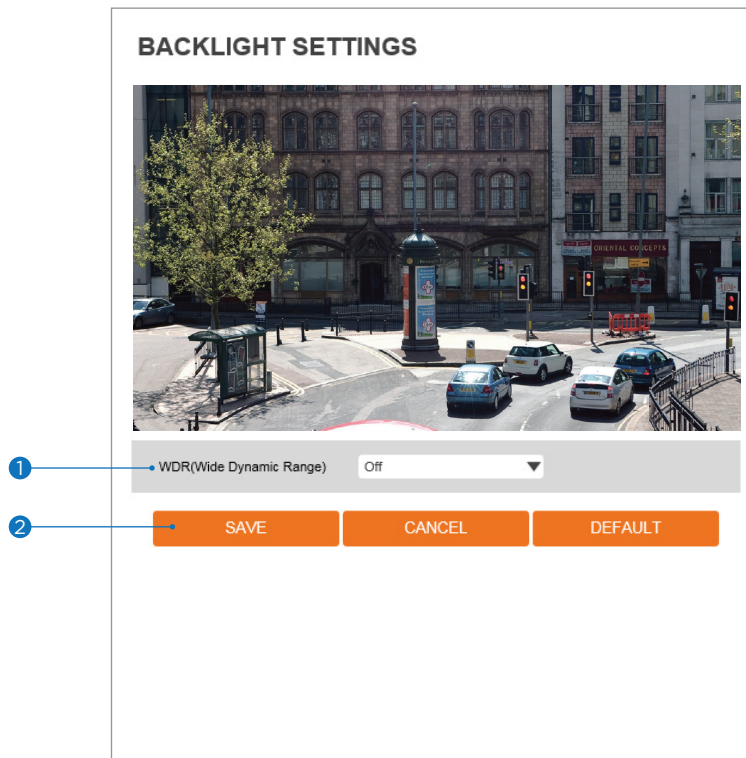 BACKLIGHT SETTINGS
ORIENTAL CONCEPTS
1
WDR(Wide Dynamic Range)
Off
2
SAVE
CANCEL
DEFAULT